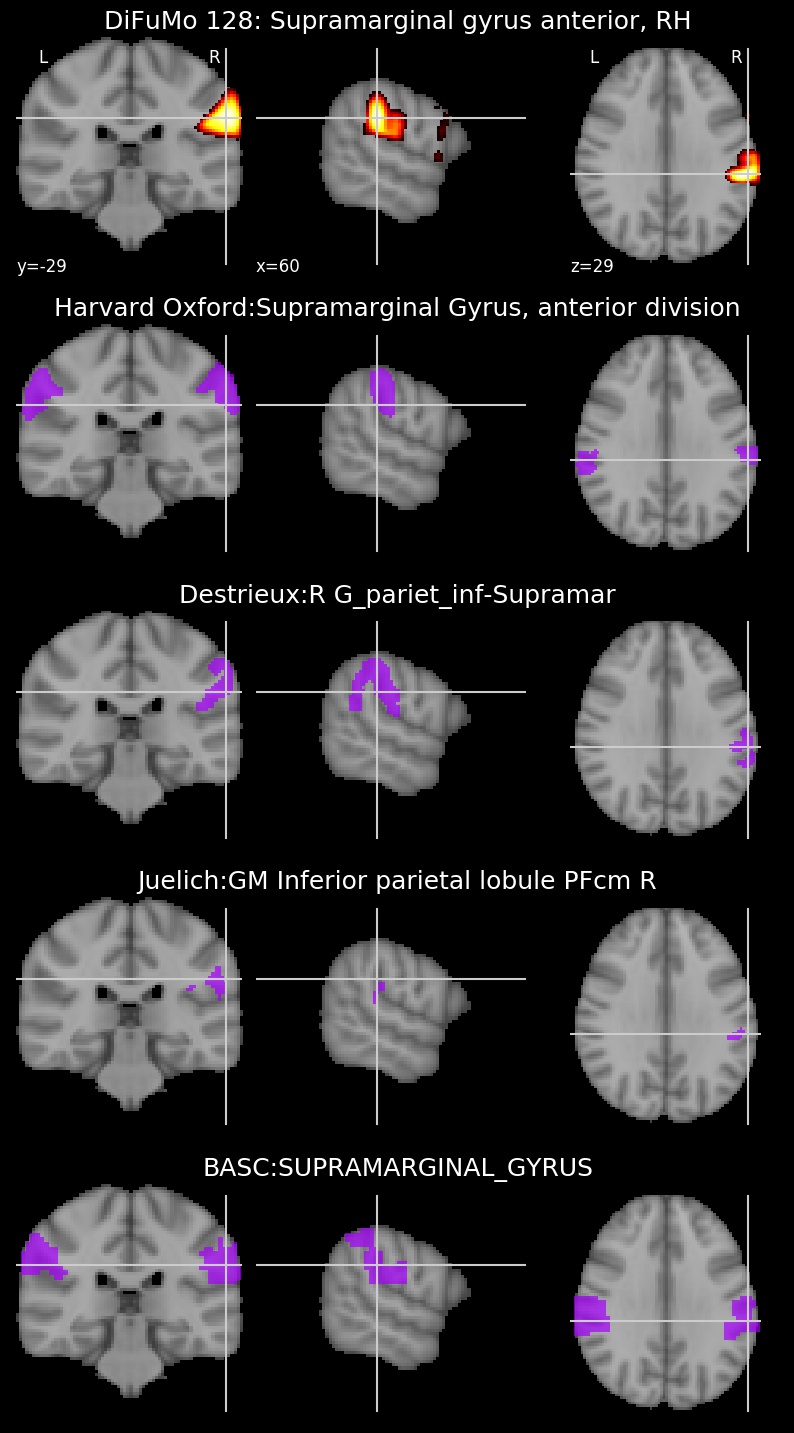 DiFuMo 128: Supramarginal gyrus anterior, RH
L R L R
y=-29 x=60 z=29
Harvard Oxford:Supramarginal Gyrus, anterior division
Destrieux:R G_pariet_inf-Supramar
Juelich:GM Inferior parietal lobule PFcm R
BASC:SUPRAMARGINAL_GYRUS